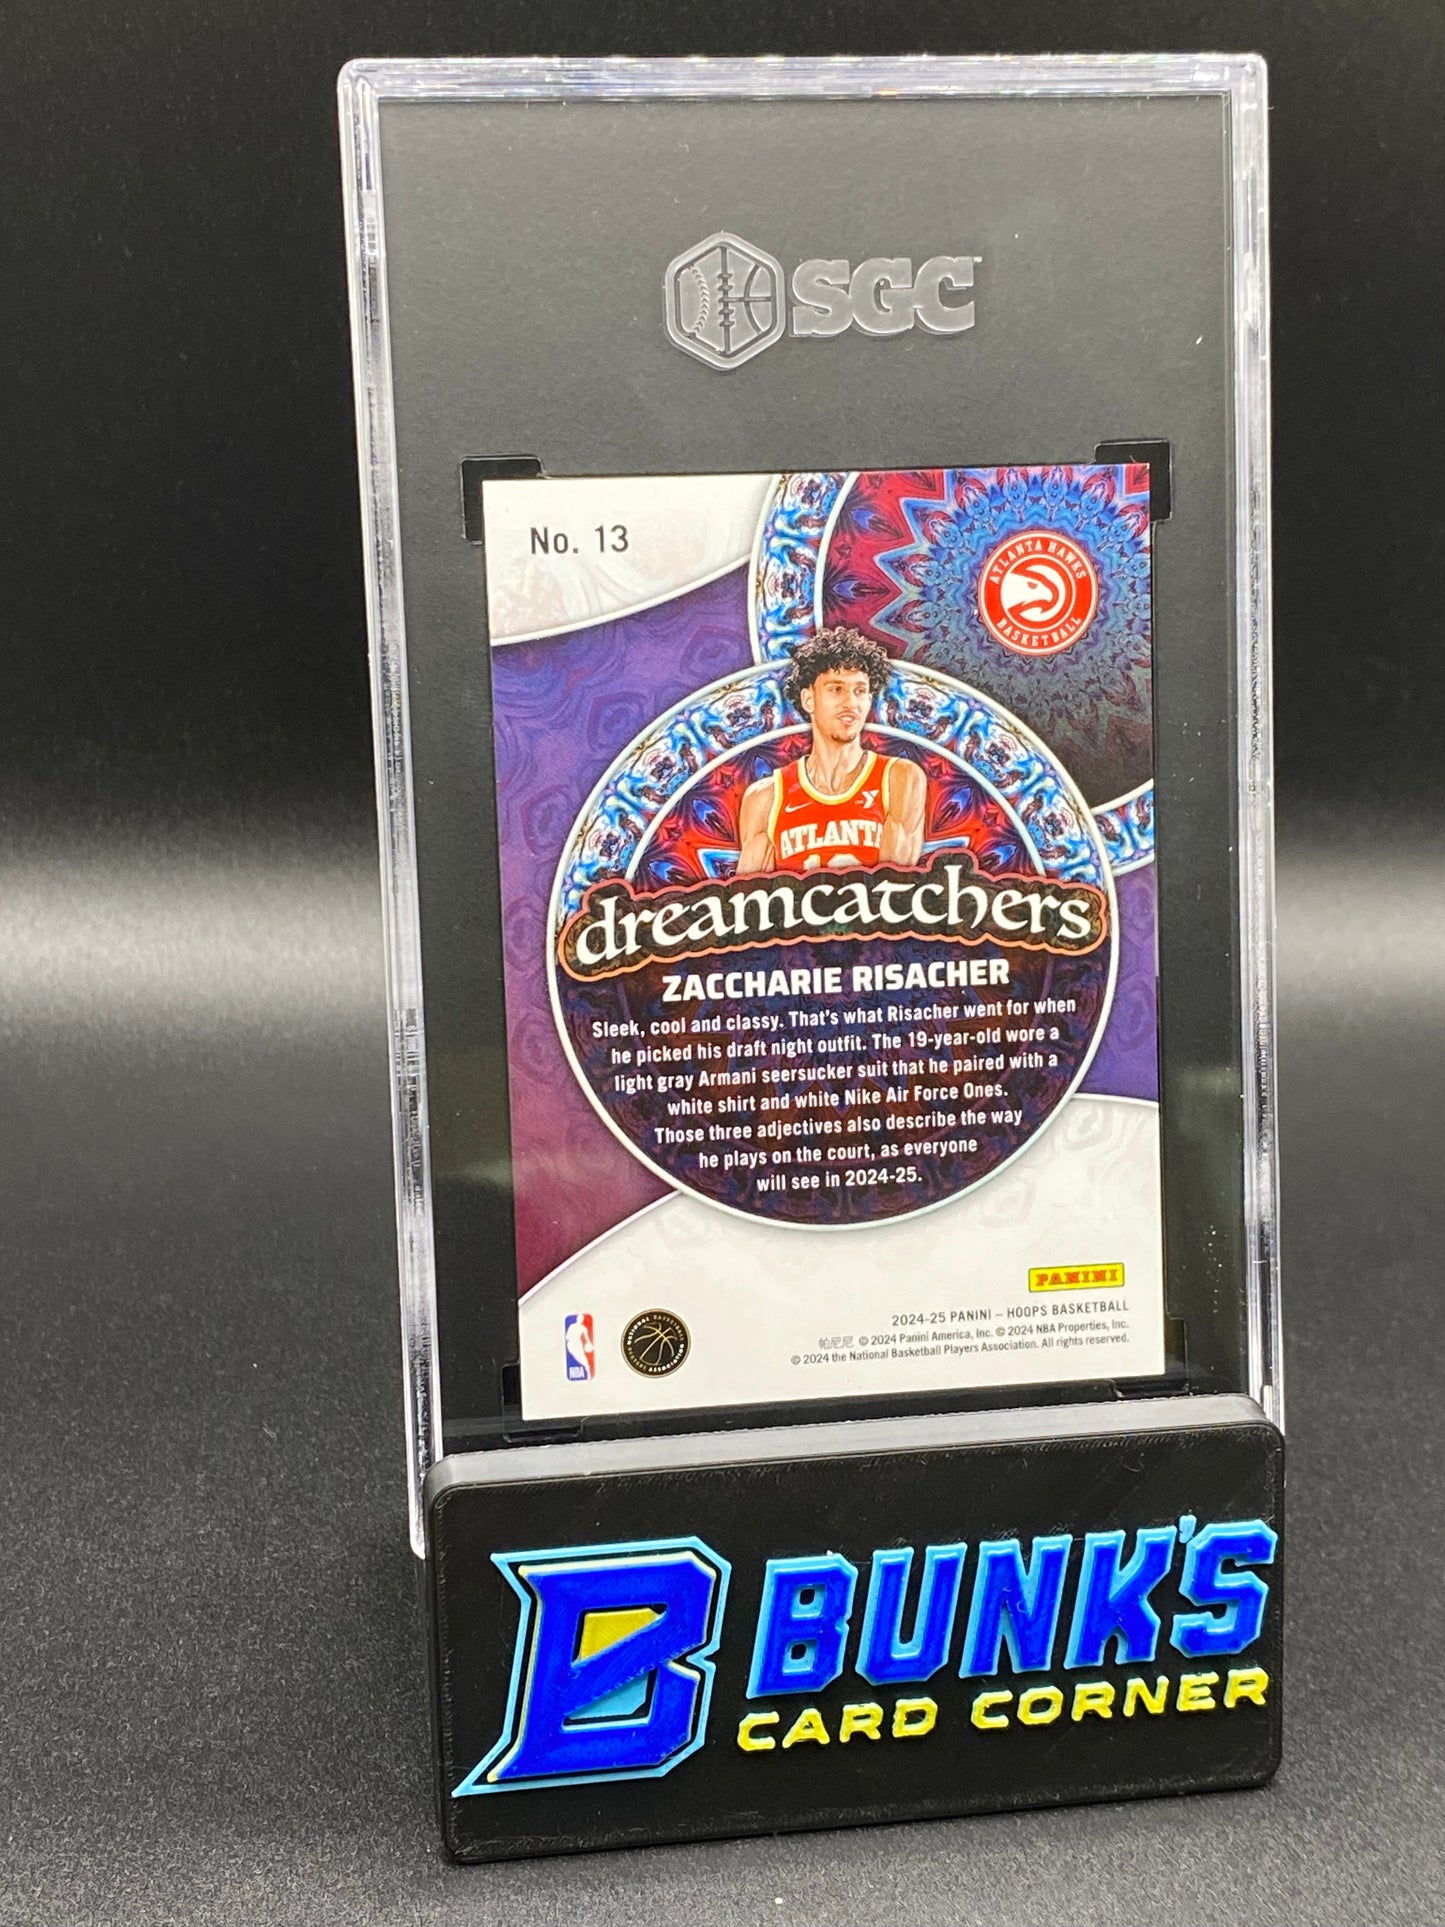 SGC
No. 13
ATLANTA HAWKS
BASKETBALL
ATLANTA
dreamcatchers
ZACCHARIE RISACHER
Sleek, cool and classy. That's what Risacher went for when
he picked his draft night outfit. The 19-year-old wore a
light gray Armani seersucker suit that he paired with a
white shirt and white Nike Air Force Ones.
Those three adjectives also describe the way
he plays on the court, as everyone
will see in 2024-25.
PANINI
2024-25 PANINI – HOOPS BASKETBALL
帕尼尼 © 2024 Panini America, Inc. © 2024 NBA Properties, Inc.
© 2024 the National Basketball Players Association. All rights reserved.
NBA
NATIONAL BASKETBALL
PLAYERS ASSOCIATION
B BUNK'S
CARD CORNER